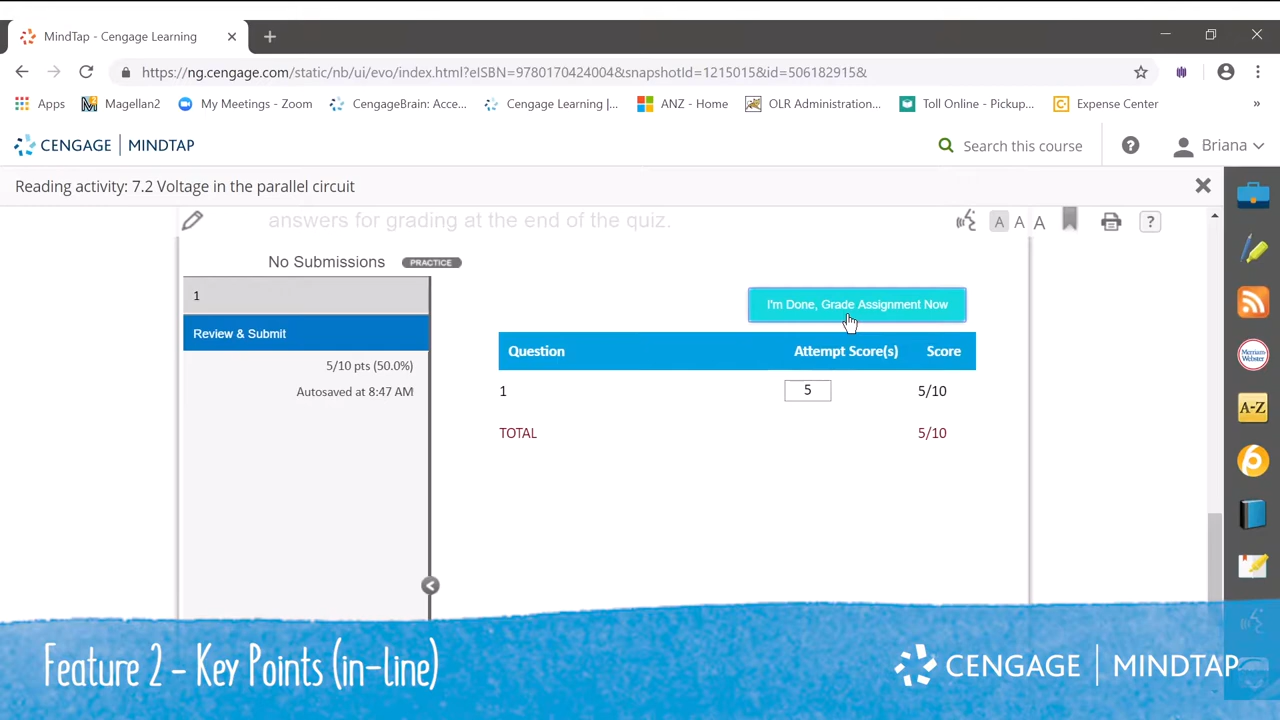 MindTap - Cengage Learning
https://ng.cengage.com/static/nb/ui/evo/index.html?eISBN=9780170424004&snapshotId=1215015&id=506182915&
Apps Magellan2 My Meetings - Zoom CengageBrain: Acce... Cengage Learning |... ANZ - Home OLR Administration... Toll Online - Pickup... Expense Center »
CENGAGE | MINDTAP Search this course ? Briana
Reading activity: 7.2 Voltage in the parallel circuit
answers for grading at the end of the quiz. A A A ?
No Submissions PRACTICE
1
I'm Done, Grade Assignment Now
Review & Submit
Question Attempt Score(s) Score
5/10 pts (50.0%)
1 5 5/10
Autosaved at 8:47 AM
TOTAL 5/10
Merriam-Webster
A-Z
Feature 2 - Key Points (in-line)
CENGAGE | MINDTAP